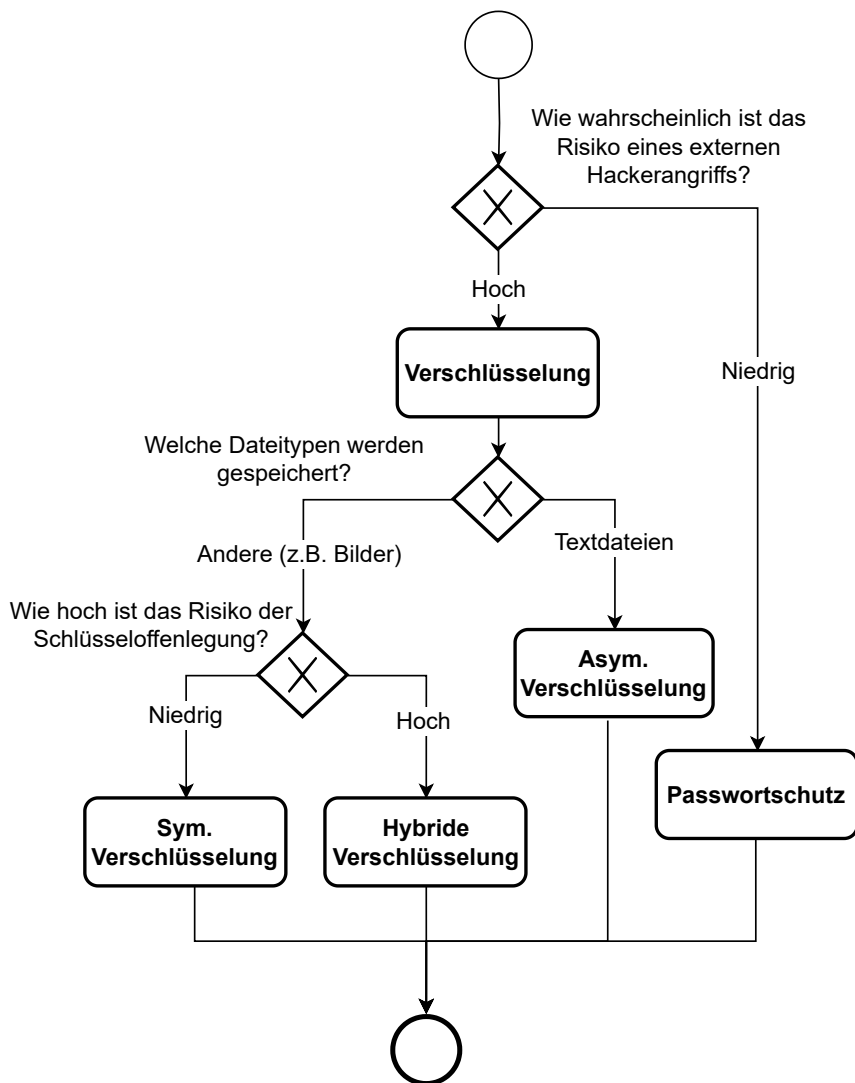 Wie wahrscheinlich ist das
Risiko eines externen
Hackerangriffs?
Hoch
Verschlüsselung
Niedrig
Welche Dateitypen werden
gespeichert?
Andere (z.B. Bilder)
Textdateien
Wie hoch ist das Risiko der
Schlüsseloffenlegung?
Asym.
Verschlüsselung
Niedrig
Hoch
Passwortschutz
Sym.
Verschlüsselung
Hybride
Verschlüsselung